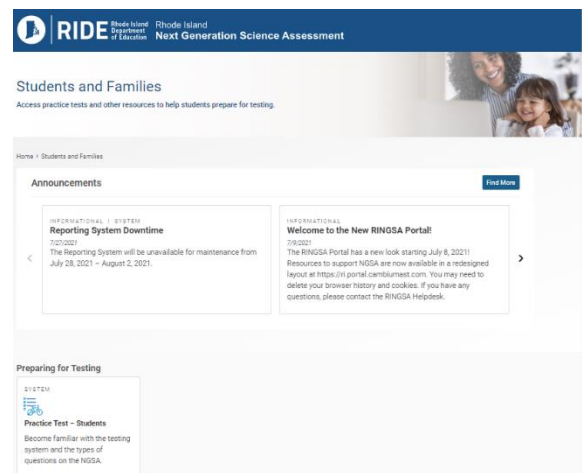 RIDE Rhode Island Department of Education
Rhode Island
Next Generation Science Assessment
Students and Families
Access practice tests and other resources to help students prepare for testing.
Home › Students and Families
Announcements
Find More
INFORMATIONAL | SYSTEM
Reporting System Downtime
7/27/2021
The Reporting System will be unavailable for maintenance from
July 28, 2021 – August 2, 2021.
INFORMATIONAL
Welcome to the New RINGSA Portal!
7/9/2021
The RINGSA Portal has a new look starting July 8, 2021!
Resources to support NGSA are now available in a redesigned
layout at https://ri.portal.cambiumast.com. You may need to
delete your browser history and cookies. If you have any
questions, please contact the RINGSA Helpdesk.
Preparing for Testing
SYSTEM
Practice Test – Students
Become familiar with the testing
system and the types of
questions on the NGSA.